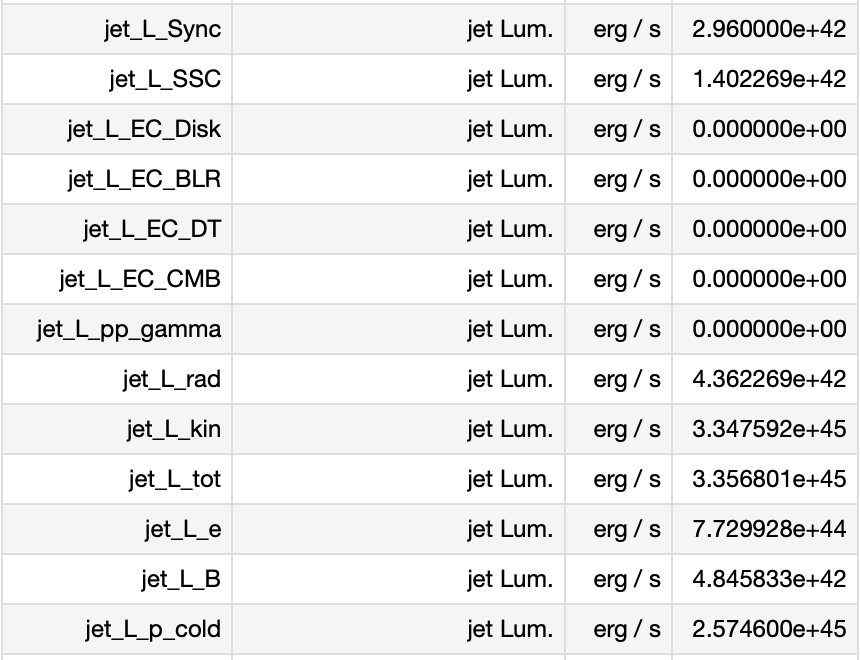 jet_L_Sync jet Lum. erg / s 2.960000e+42
jet_L_SSC jet Lum. erg / s 1.402269e+42
jet_L_EC_Disk jet Lum. erg / s 0.000000e+00
jet_L_EC_BLR jet Lum. erg / s 0.000000e+00
jet_L_EC_DT jet Lum. erg / s 0.000000e+00
jet_L_EC_CMB jet Lum. erg / s 0.000000e+00
jet_L_pp_gamma jet Lum. erg / s 0.000000e+00
jet_L_rad jet Lum. erg / s 4.362269e+42
jet_L_kin jet Lum. erg / s 3.347592e+45
jet_L_tot jet Lum. erg / s 3.356801e+45
jet_L_e jet Lum. erg / s 7.729928e+44
jet_L_B jet Lum. erg / s 4.845833e+42
jet_L_p_cold jet Lum. erg / s 2.574600e+45